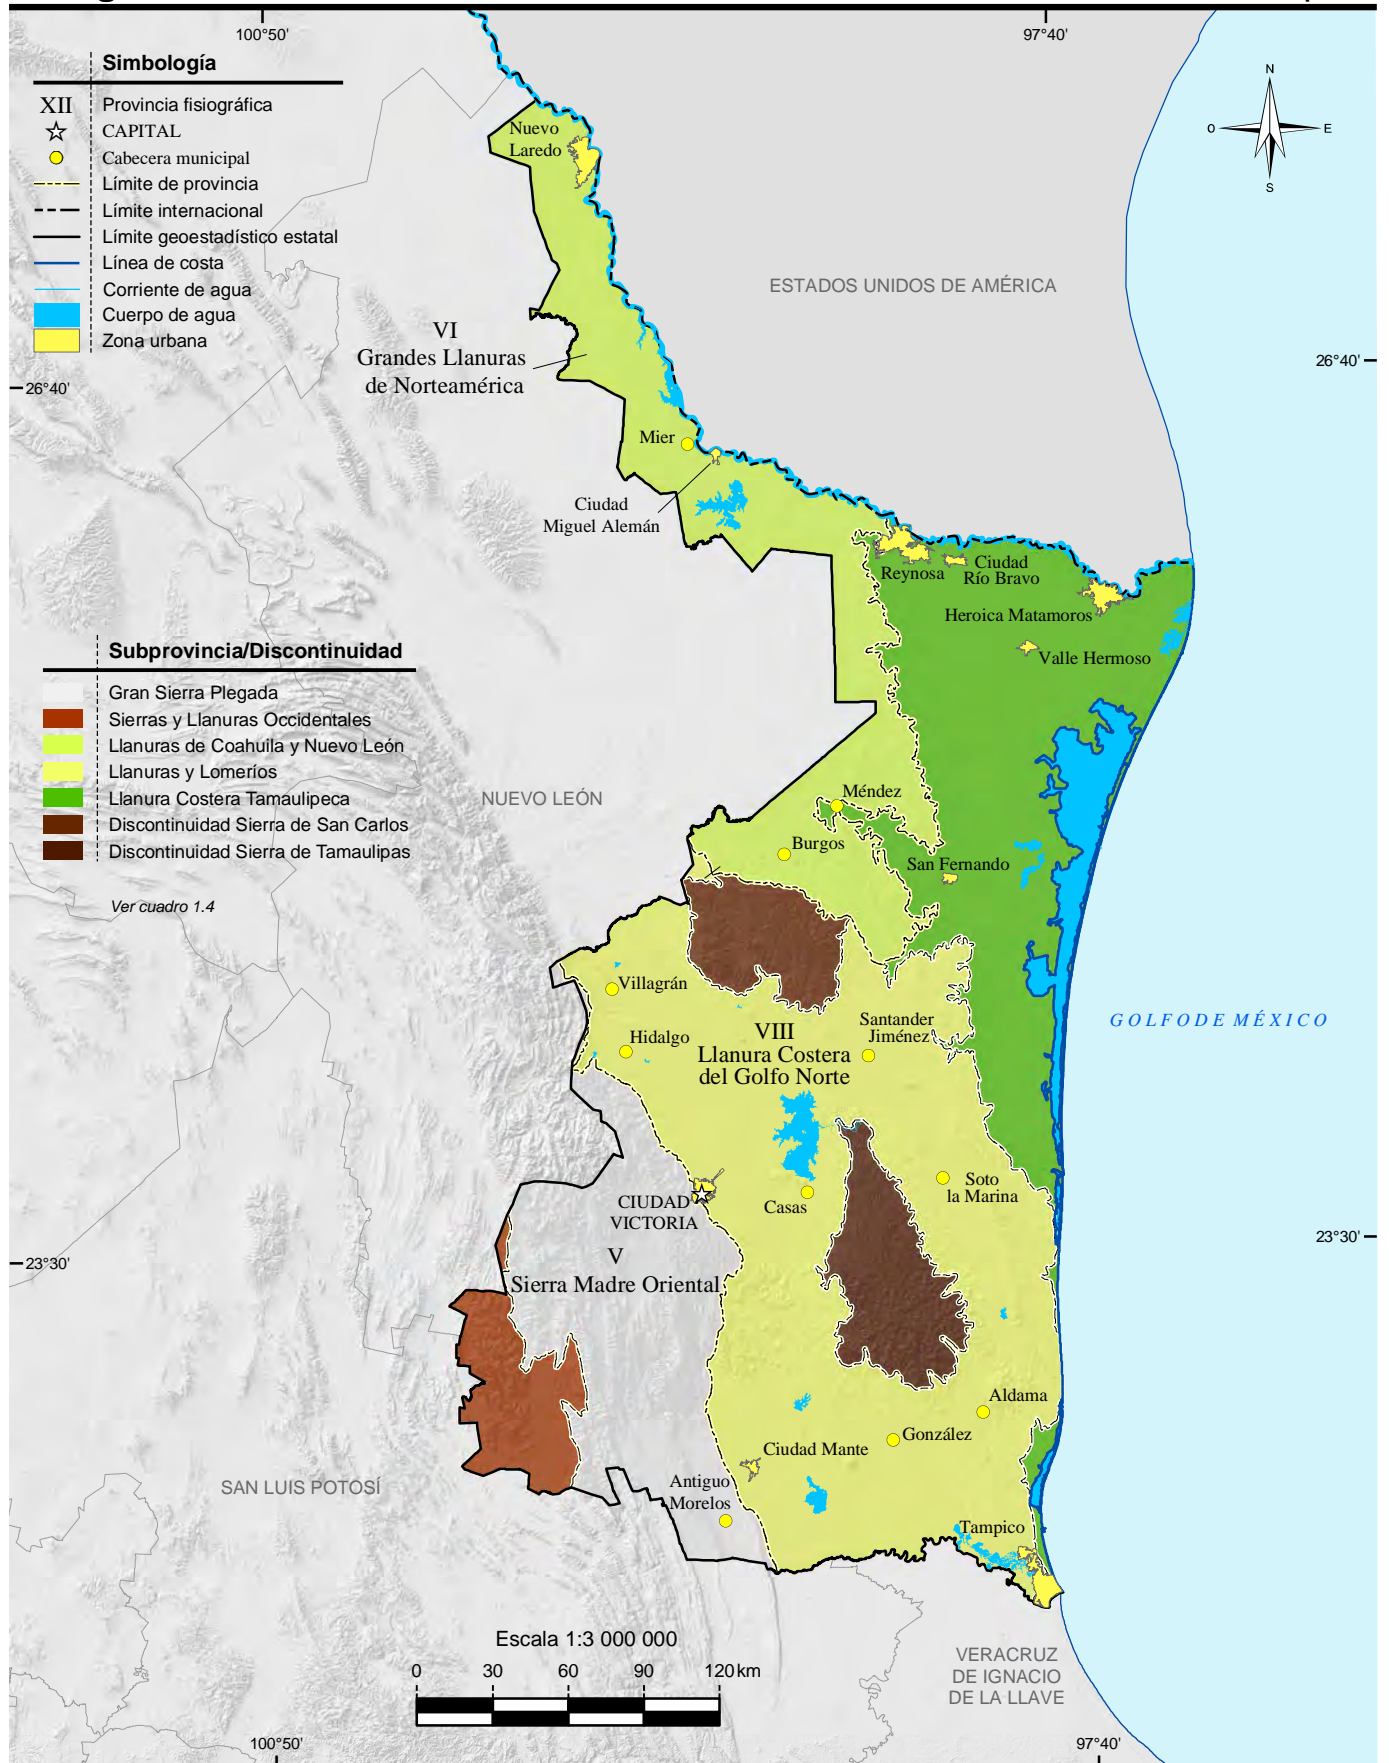 100°50'
97°40'
Simbología
XII Provincia fisiográfica
CAPITAL
Cabecera municipal
Límite de provincia
Límite internacional
Límite geoestadístico estatal
Línea de costa
Corriente de agua
Cuerpo de agua
Zona urbana
N
O
E
S
Nuevo
Laredo
ESTADOS UNIDOS DE AMÉRICA
VI
Grandes Llanuras
de Norteamérica
26°40'
26°40'
Mier
Ciudad
Miguel Alemán
Reynosa
Ciudad
Río Bravo
Heroica Matamoros
Valle Hermoso
Subprovincia/Discontinuidad
Gran Sierra Plegada
Sierras y Llanuras Occidentales
Llanuras de Coahuila y Nuevo León
Llanuras y Lomeríos
Llanura Costera Tamaulipeca
Discontinuidad Sierra de San Carlos
Discontinuidad Sierra de Tamaulipas
Ver cuadro 1.4
NUEVO LEÓN
Méndez
Burgos
San Fernando
Villagrán
Hidalgo
VIII
Llanura Costera
del Golfo Norte
Santander
Jiménez
GOLFO DE MÉXICO
CIUDAD
VICTORIA
Casas
Soto
la Marina
V
Sierra Madre Oriental
23°30'
23°30'
Aldama
González
Ciudad Mante
Antiguo
Morelos
Tampico
SAN LUIS POTOSÍ
VERACRUZ
DE IGNACIO
DE LA LLAVE
Escala 1:3 000 000
0 30 60 90 120 km
100°50'
97°40'